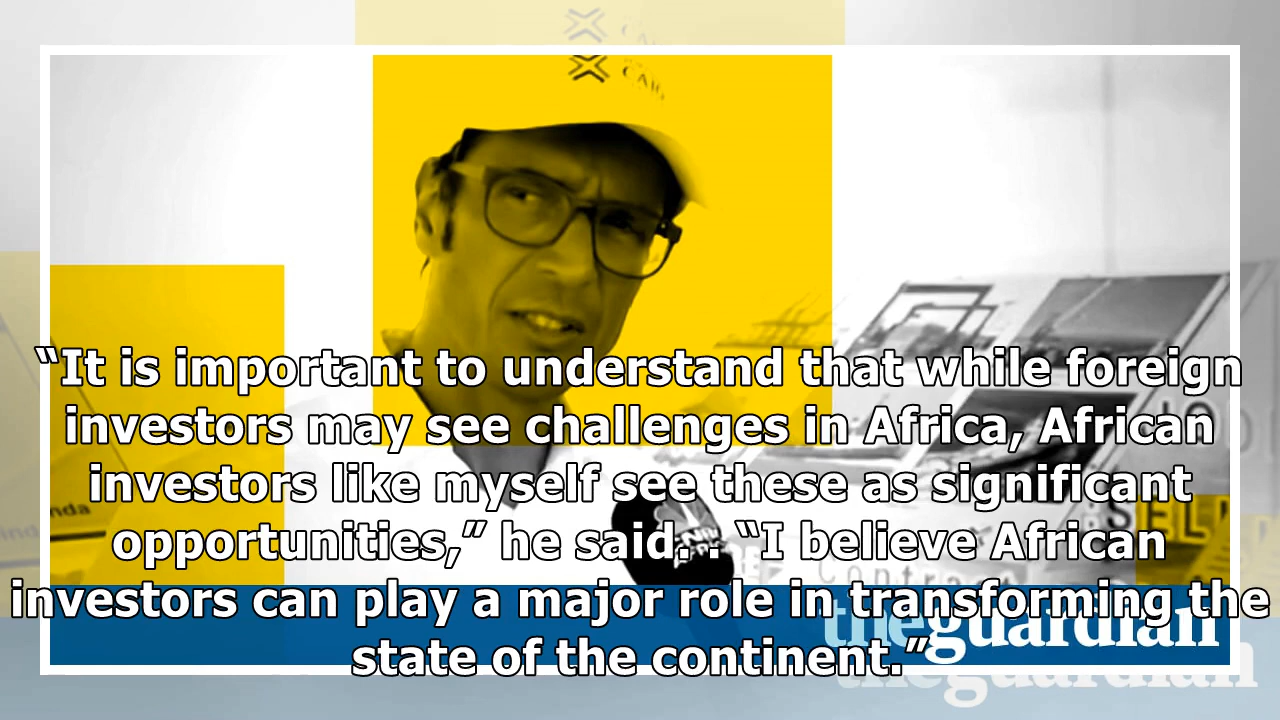 CAIG
“It is important to understand that while foreign
investors may see challenges in Africa, African
investors like myself see these as significant
opportunities,” he said. . “I believe African
investors can play a major role in transforming the
state of the continent.”
theguardian
theguardian